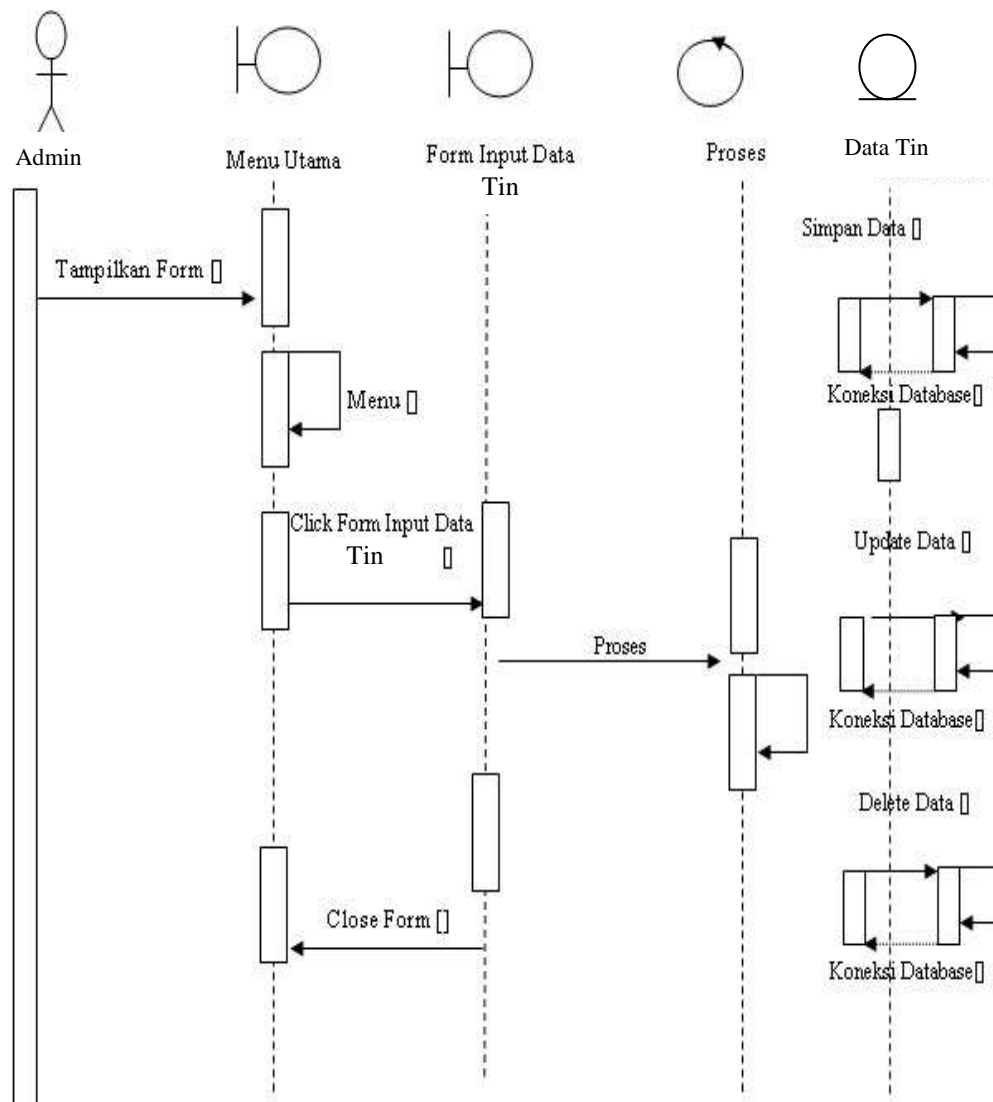 Admin
Menu Utama
Form Input Data
Tin
Proses
Data Tin
Simpan Data []
Tampilkan Form []
Menu []
Koneksi Database[]
Click Form Input Data
Tin []
Update Data []
Proses
Koneksi Database[]
Delete Data []
Close Form []
Koneksi Database[]